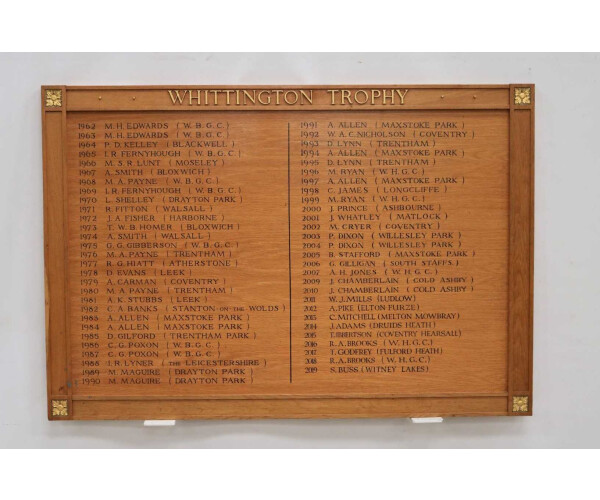 WHITTINGTON TROPHY
1962 M. H. EDWARDS ( W. B. G. C. )
1963 M. H. EDWARDS ( W. B. G. C. )
1964 P. D. KELLEY ( BLACKWELL )
1965 I. R. FERNYHOUGH ( W. B. G. C. )
1966 M. S. R. LUNT ( MOSELEY )
1967 A. SMITH ( BLOXWICH )
1968 M. A. PAYNE ( W. B. G. C. )
1969 I. R. FERNYHOUGH ( W. B. G. C. )
1970 L. SHELLEY ( DRAYTON PARK )
1971 R. FITTON ( WALSALL )
1972 J. A. FISHER ( HARBORNE )
1973 T. W. B. HOMER ( BLOXWICH )
1974 A. SMITH ( WALSALL )
1975 G. G. GIBBERSON ( W. B. G. C. )
1976 M. A. PAYNE ( TRENTHAM )
1977 R. G. HIATT ( ATHERSTONE )
1978 D. EVANS ( LEEK )
1979 A. CARMAN ( COVENTRY )
1980 M. A. PAYNE ( TRENTHAM )
1981 A. K. STUBBS ( LEEK )
1982 C. A. BANKS ( STANTON ON THE WOLDS )
1983 A. ALLEN ( MAXSTOKE PARK )
1984 A. ALLEN ( MAXSTOKE PARK )
1985 D. GILFORD ( TRENTHAM PARK )
1986 C. G. POXON ( W. B. G. C. )
1987 C. G. POXON ( W. B. G. C. )
1988 I. R. LYNER ( THE LEICESTERSHIRE )
1989 M. MAGUIRE ( DRAYTON PARK )
1990 M. MAGUIRE ( DRAYTON PARK )
1991 A. ALLEN ( MAXSTOKE PARK )
1992 W. A. C. NICHOLSON ( COVENTRY )
1993 D. LYNN ( TRENTHAM )
1994 A. ALLEN ( MAXSTOKE PARK )
1995 D. LYNN ( TRENTHAM )
1996 M. RYAN ( W. H. G. C. )
1997 A. ALLEN ( MAXSTOKE PARK )
1998 G. JAMES ( LONGCLIFFE )
1999 M. RYAN ( W. H. G. C. )
2000 J. PRINCE ( ASHBOURNE )
2001 J. WHATLEY ( MATLOCK )
2002 M. CRYER ( COVENTRY )
2003 P. DIXON ( WILLESLEY PARK )
2004 P. DIXON ( WILLESLEY PARK )
2005 B. STAFFORD ( MAXSTOKE PARK )
2006 G. GILLIGAN ( SOUTH STAFF'S )
2007 A. H. JONES ( W. H. G. C. )
2009 J. CHAMBERLAIN ( COLD ASHBY )
2010 J. CHAMBERLAIN ( COLD ASHBY )
2011 W. J. MILLS (LUDLOW)
2012 A. PIKE (ELTON FURZE)
2013 C. MITCHELL (MELTON MOWBRAY)
2014 J. ADAMS (DRUIDS HEATH)
2015 T. IBBERTSON (COVENTRY HEARSALL)
2016 R. A. BROOKS ( W. H. G. C. )
2017 T. GODFREY (FULFORD HEATH)
2018 R. A. BROOKS ( W. H. G. C. )
2019 S. BUSS (WITNEY LAKES)